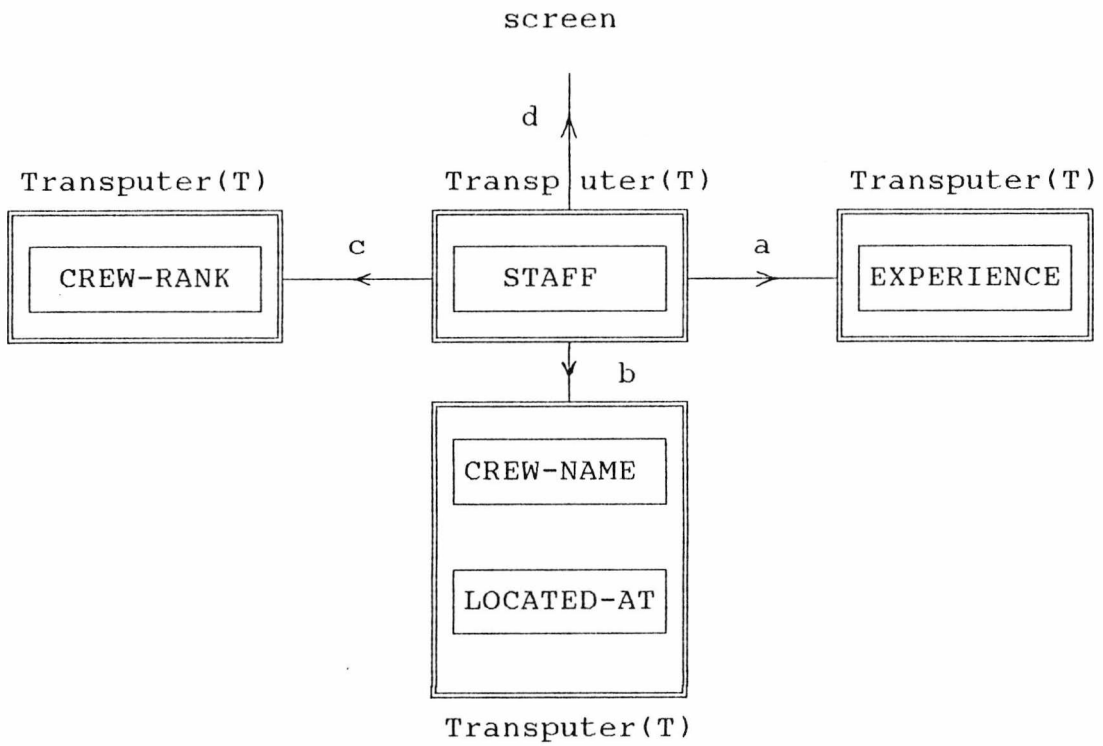 screen
d
Transputer(T)
Transputer(T)
Transputer(T)
CREW-RANK
c
STAFF
a
EXPERIENCE
b
CREW-NAME
LOCATED-AT
Transputer(T)